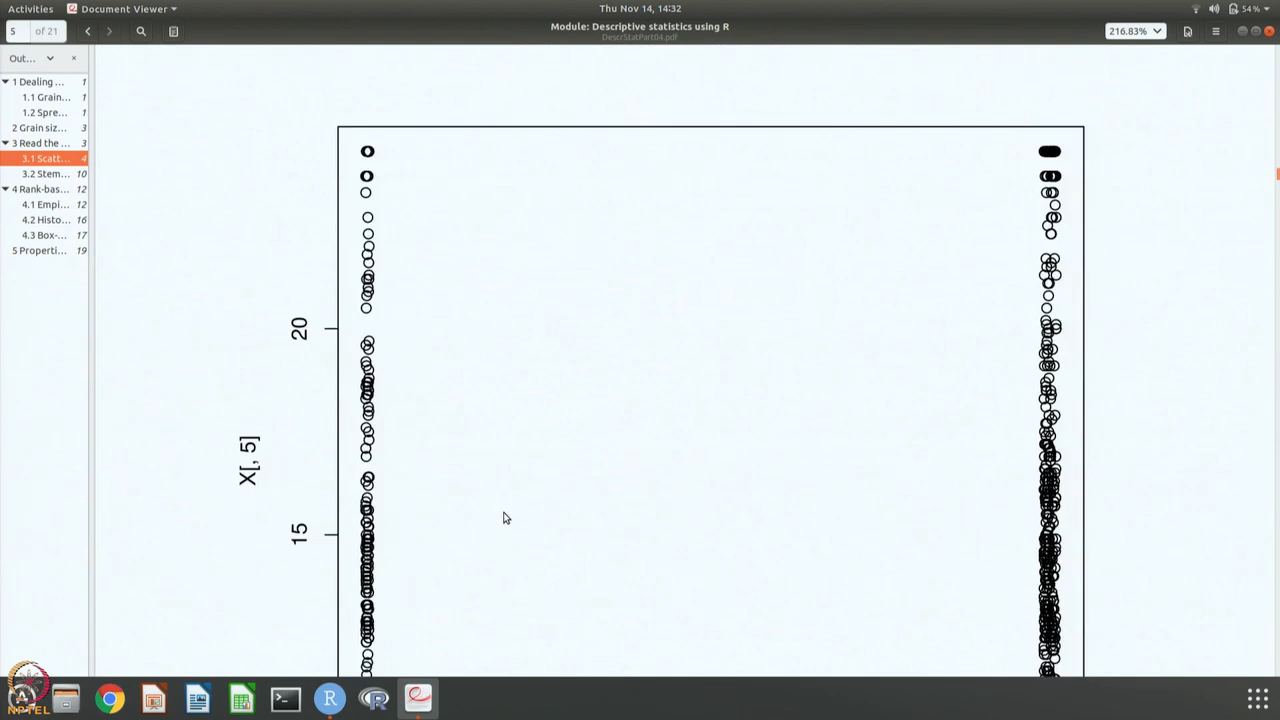 Activities
Document Viewer
Thu Nov 14, 14:32
54 %
5
of 21
Module: Descriptive statistics using R
DescrStatPart04.pdf
216.83%
Out...
1 Dealing ... 1
1.1 Grain... 1
1.2 Spre... 1
2 Grain siz... 3
3 Read the ... 3
3.1 Scatt... 4
3.2 Stem... 10
4 Rank-bas... 12
4.1 Empi... 12
4.2 Histo... 16
4.3 Box-... 17
5 Properti... 19
20
X[, 5]
15
NPTEL